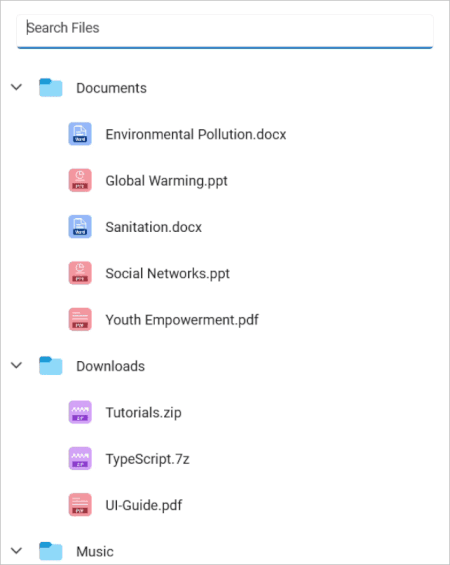 Search Files
Documents
Environmental Pollution.docx
Global Warming.ppt
Sanitation.docx
Social Networks.ppt
Youth Empowerment.pdf
Downloads
Tutorials.zip
TypeScript.7z
UI-Guide.pdf
Music